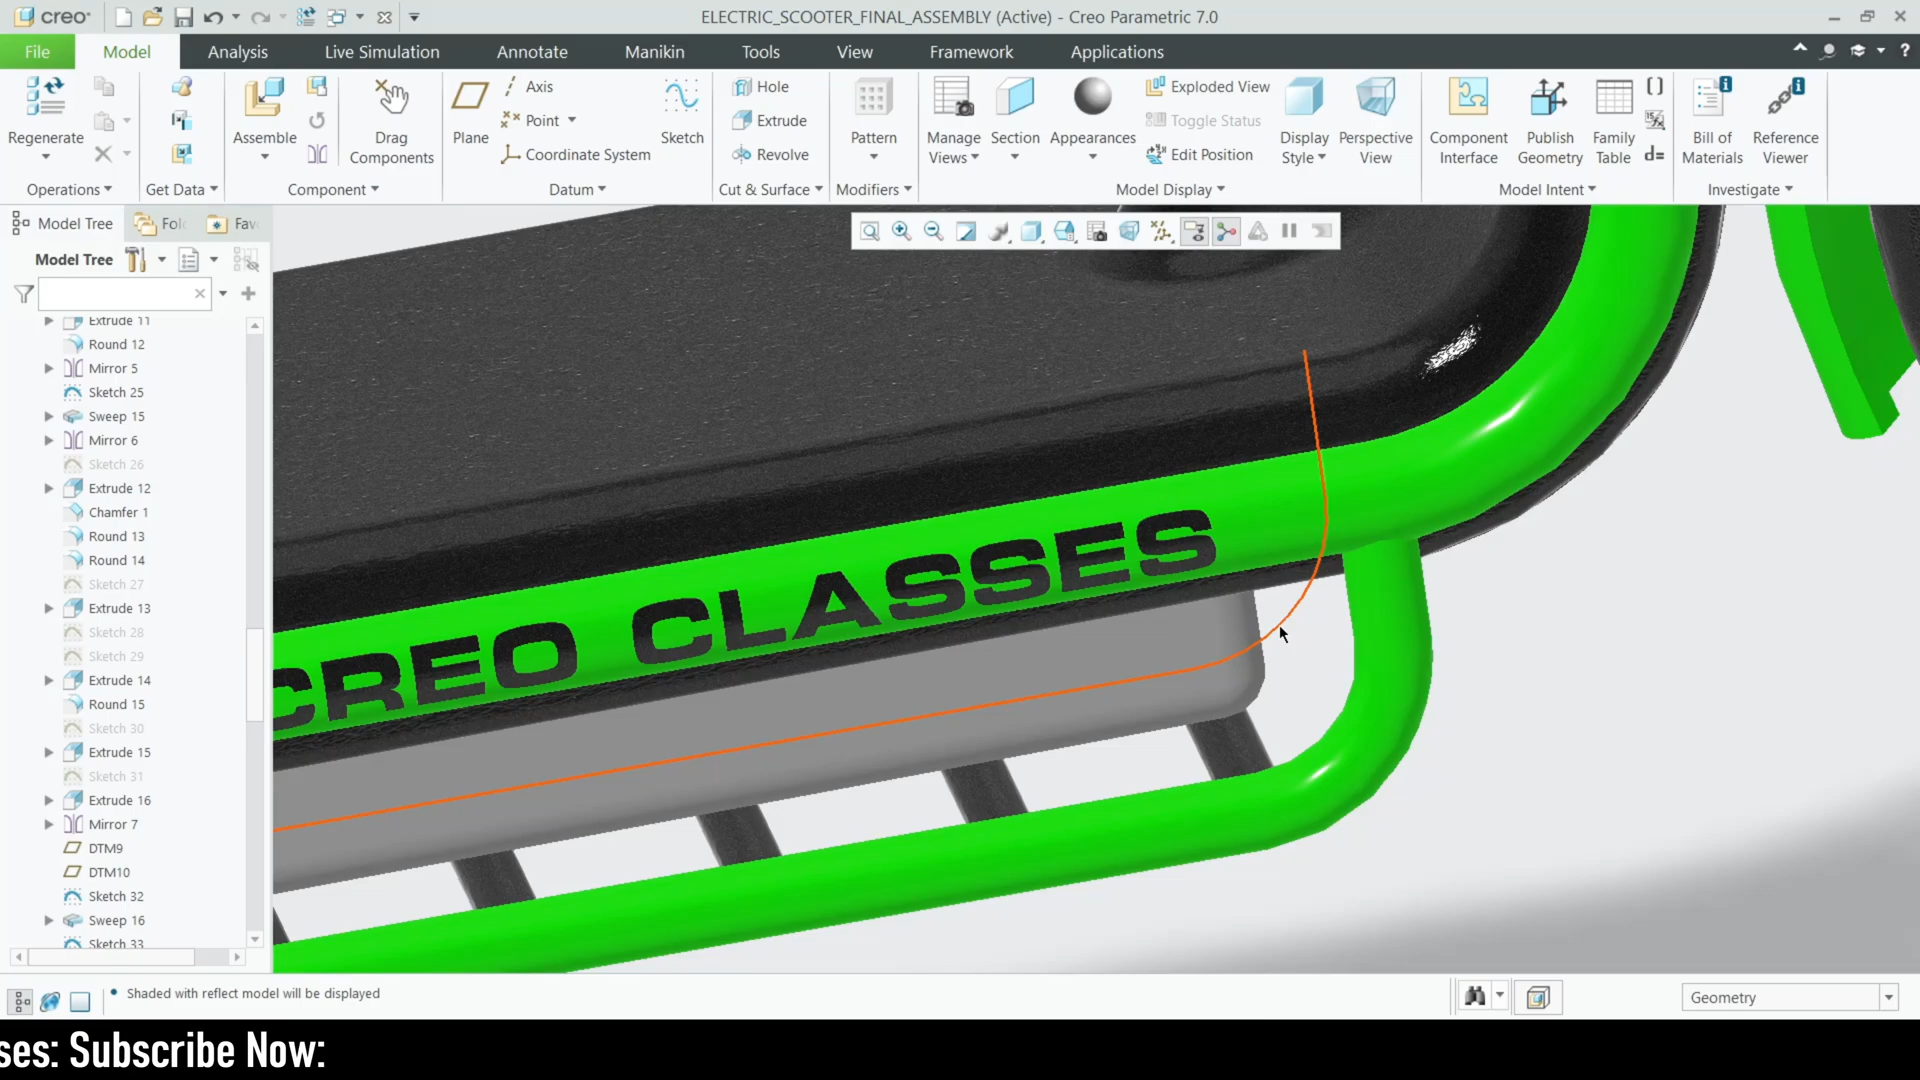 creo
ELECTRIC_SCOOTER_FINAL_ASSEMBLY (Active) - Creo Parametric 7.0
File Model Analysis Live Simulation Annotate Manikin Tools View Framework Applications
Regenerate
Assemble
Drag
Components
Plane
Axis
Point
Coordinate System
Sketch
Hole
Extrude
Revolve
Pattern
Manage
Views
Section
Appearances
Exploded View
Toggle Status
Edit Position
Display
Style
Perspective
View
Component
Interface
Publish
Geometry
Family
Table
Bill of
Materials
Reference
Viewer
Operations Get Data Component Datum Cut & Surface Modifiers Model Display Model Intent Investigate
Model Tree Fol Fav
Model Tree
Extrude 11
Round 12
Mirror 5
Sketch 25
Sweep 15
Mirror 6
Sketch 26
Extrude 12
Chamfer 1
Round 13
Round 14
Sketch 27
Extrude 13
Sketch 28
Sketch 29
Extrude 14
Round 15
Sketch 30
Extrude 15
Sketch 31
Extrude 16
Mirror 7
DTM9
DTM10
Sketch 32
Sweep 16
Sketch 33
CREO CLASSES
Shaded with reflect model will be displayed
Geometry
ses: Subscribe Now: